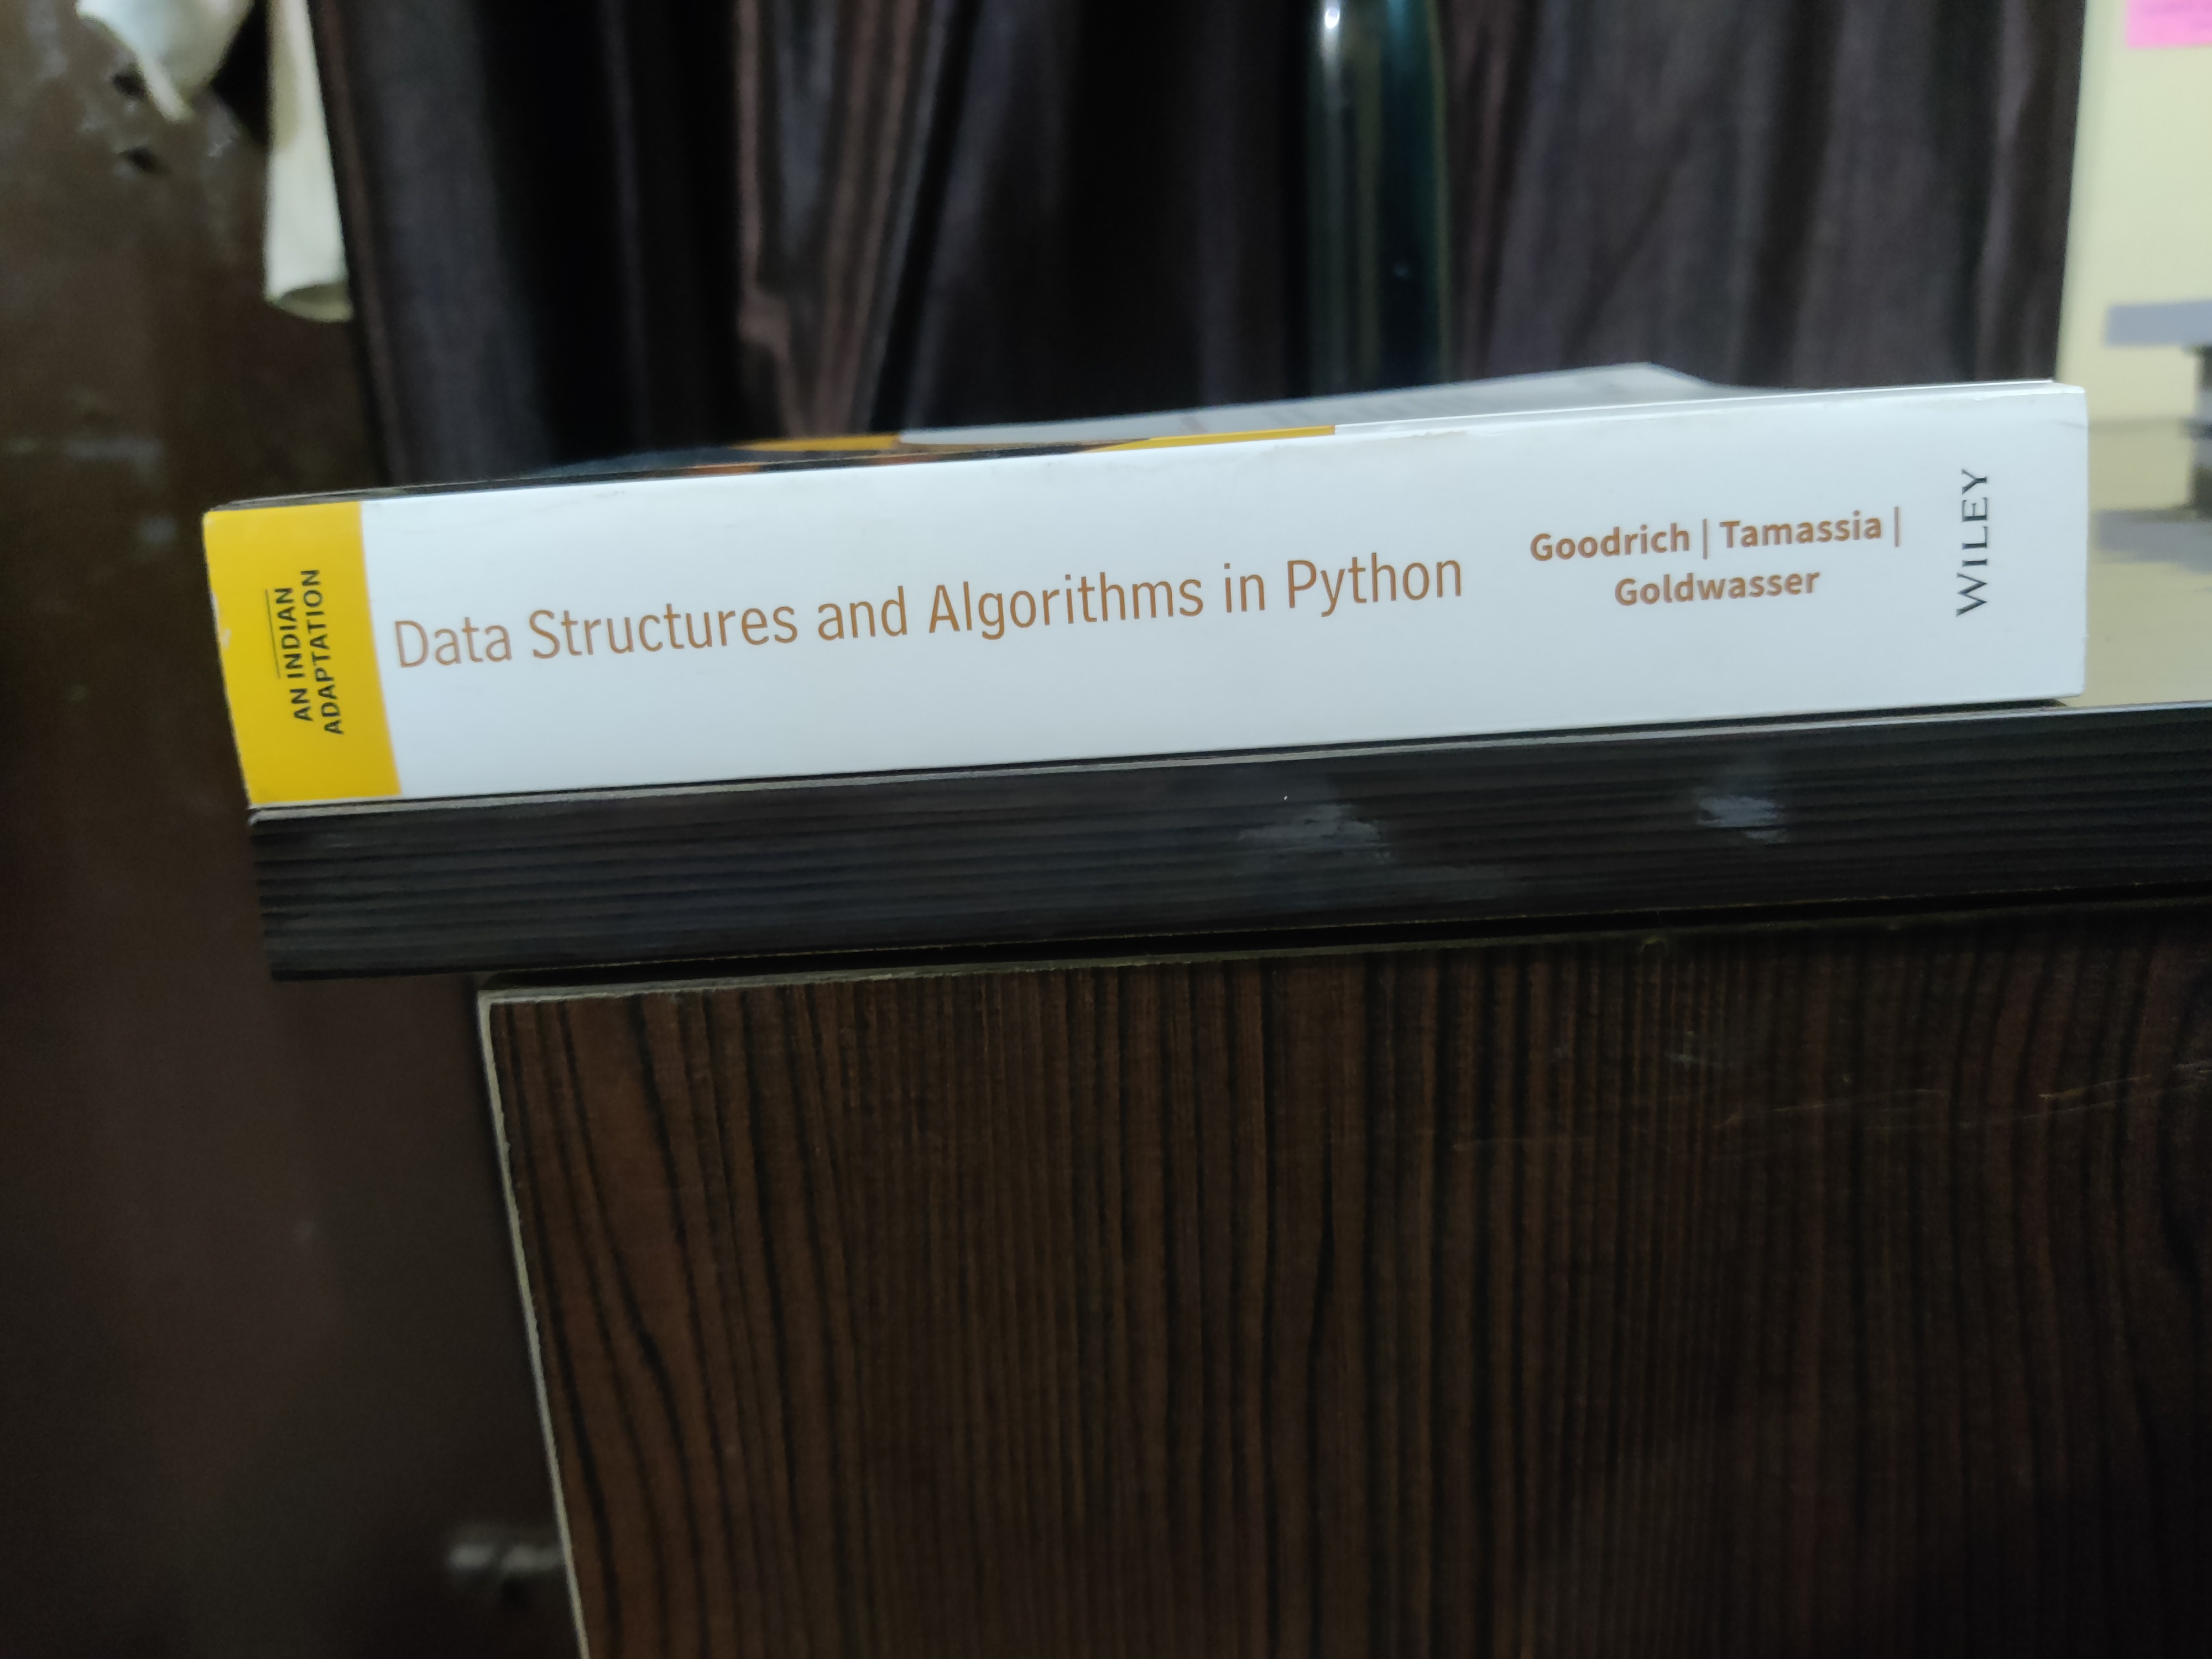 AN INDIAN
ADAPTATION
Data Structures and Algorithms in Python
Goodrich | Tamassia |
Goldwasser
WILEY